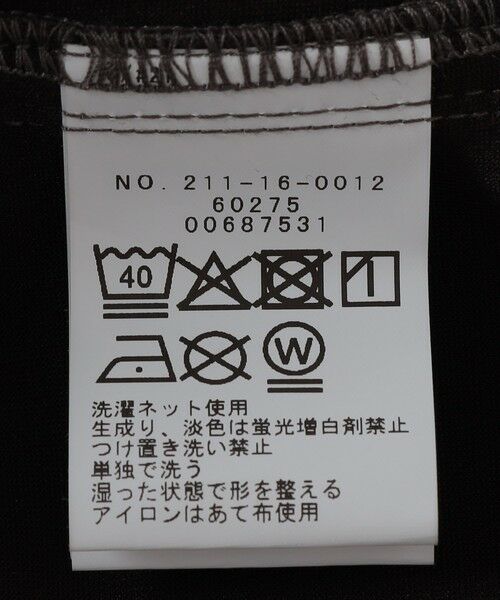 NO. 211-16-0012
60275
00687531
40
W
洗濯ネット使用
生成り、淡色は蛍光増白剤禁止
つけ置き洗い禁止
単独で洗う
湿った状態で形を整える
アイロンはあて布使用